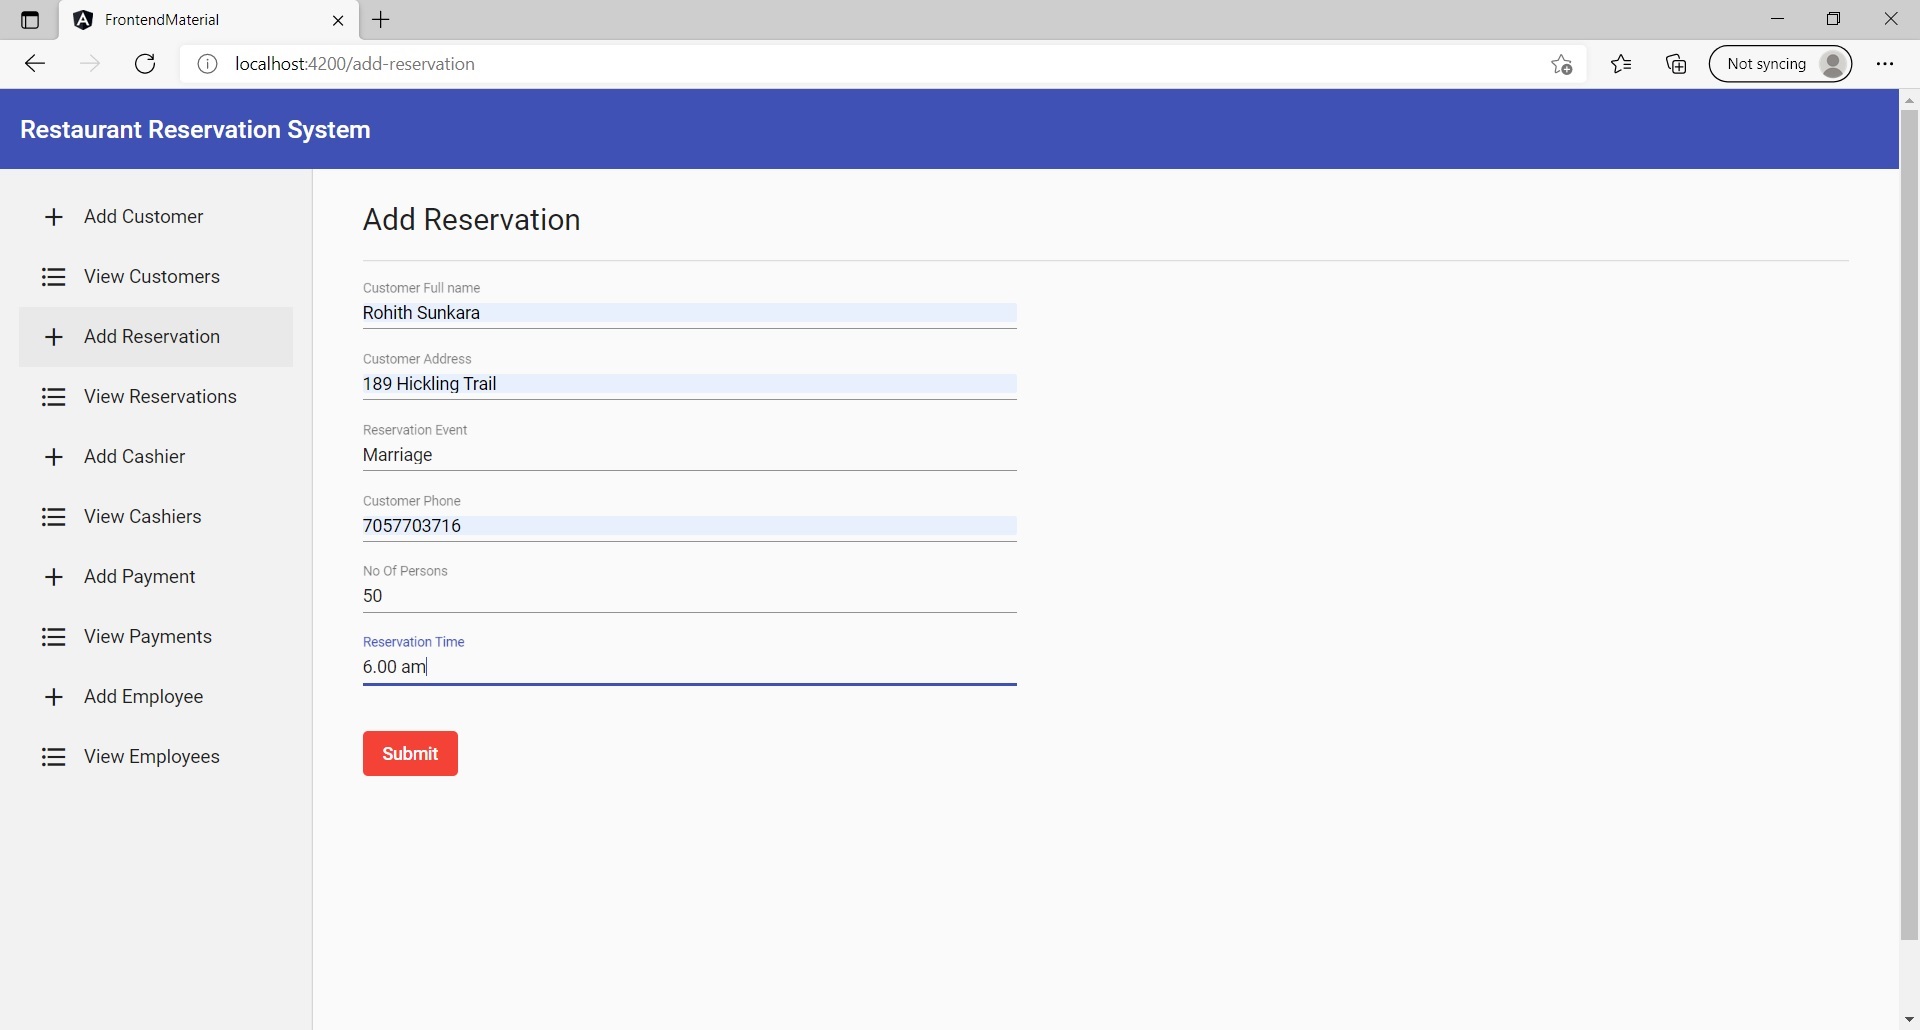 FrontendMaterial
localhost:4200/add-reservation
Not syncing
Restaurant Reservation System
Add Customer
View Customers
Add Reservation
View Reservations
Add Cashier
View Cashiers
Add Payment
View Payments
Add Employee
View Employees
Add Reservation
Customer Full name
Rohith Sunkara
Customer Address
189 Hickling Trail
Reservation Event
Marriage
Customer Phone
7057703716
No Of Persons
50
Reservation Time
6.00 am
Submit